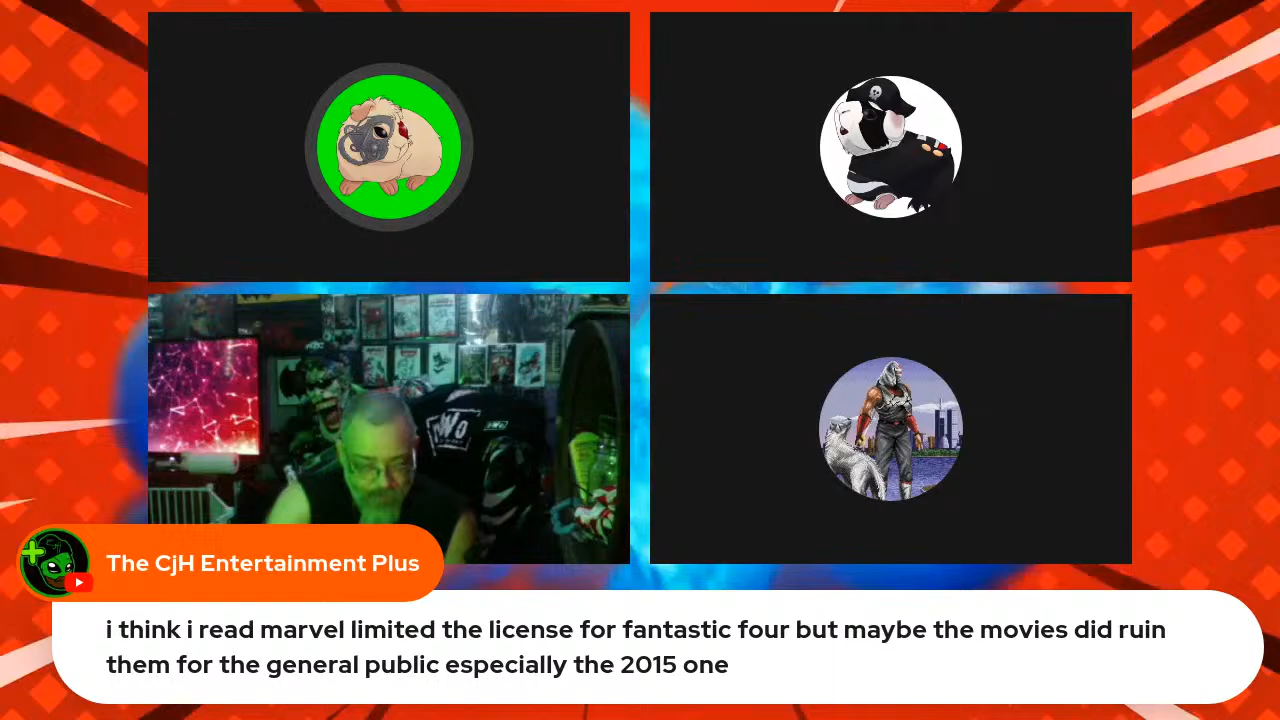 nWo
The CjH Entertainment Plus
i think i read marvel limited the license for fantastic four but maybe the movies did ruin
them for the general public especially the 2015 one